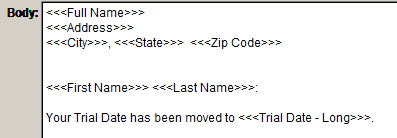 Body: <<<Full Name>>>
<<<Address>>>
<<<City>>>, <<<State>>>  <<<Zip Code>>>
<<<First Name>>> <<<Last Name>>>:
Your Trial Date has been moved to <<<Trial Date - Long>>>.